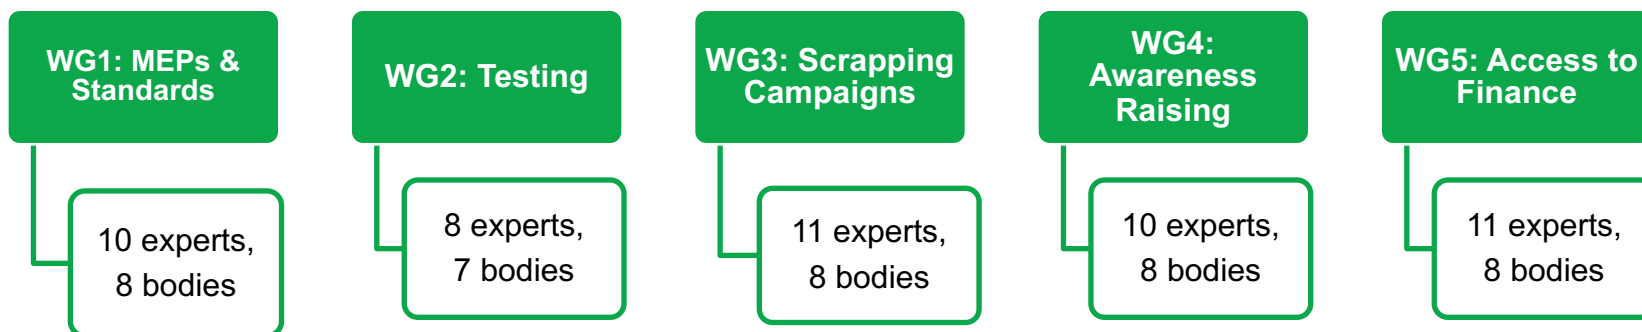 WG1: MEPs &
Standards
10 experts,
8 bodies
WG2: Testing
8 experts,
7 bodies
WG3: Scrapping
Campaigns
11 experts,
8 bodies
WG4:
Awareness
Raising
10 experts,
8 bodies
WG5: Access to
Finance
11 experts,
8 bodies